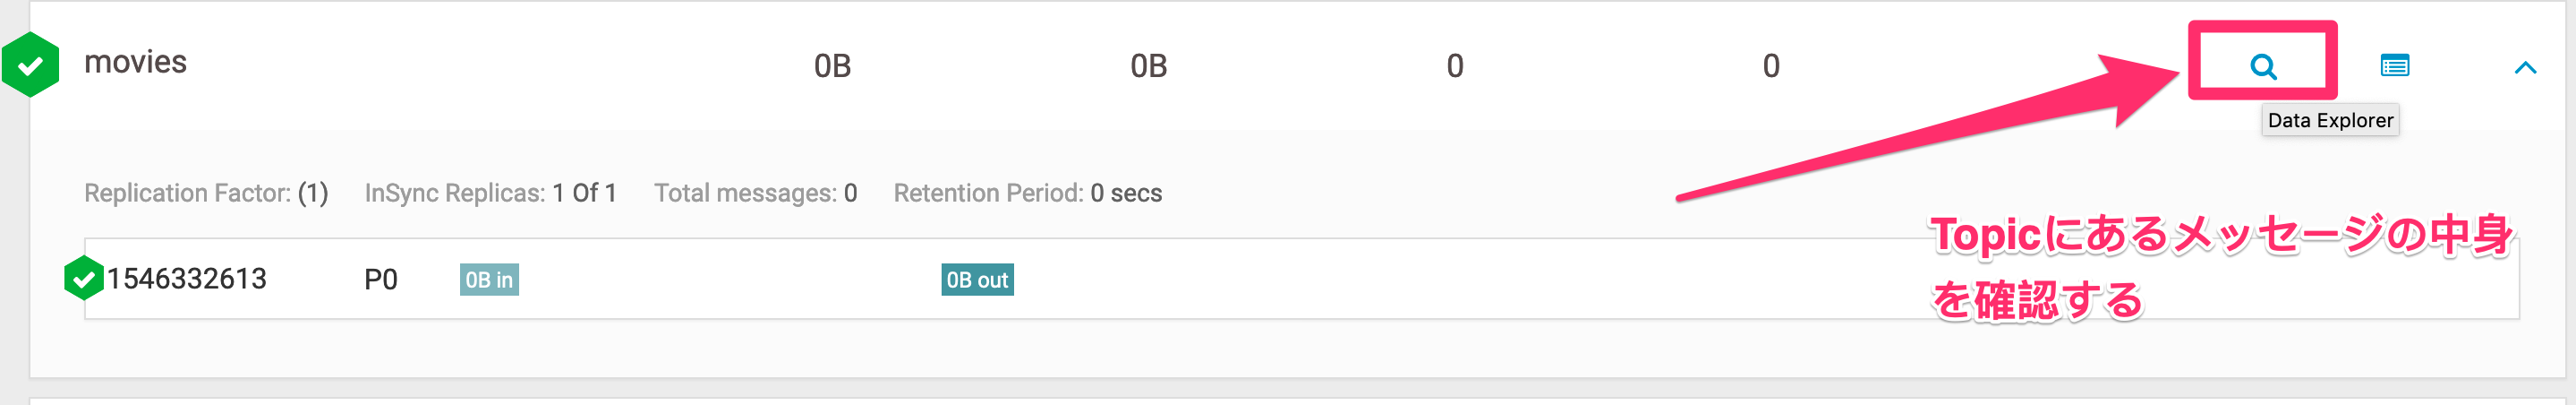 movies 0B 0B 0 0
Data Explorer
Replication Factor: (1) InSync Replicas: 1 Of 1 Total messages: 0 Retention Period: 0 secs
1546332613 P0 0B in 0B out
Topicにあるメッセージの中身
を確認する